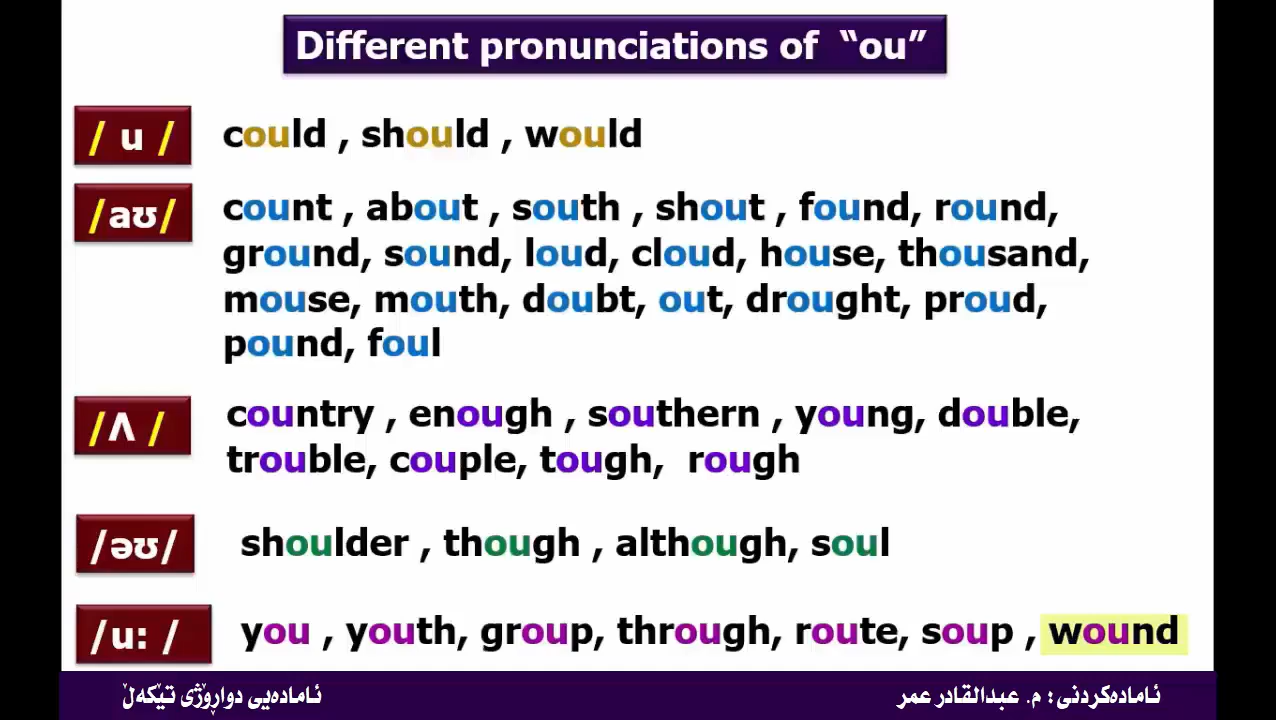 Different pronunciations of “ou”
/ u / could , should , would
/aʊ/ count , about , south , shout , found, round,
ground, sound, loud, cloud, house, thousand,
mouse, mouth, doubt, out, drought, proud,
pound, foul
/ʌ / country , enough , southern , young, double,
trouble, couple, tough, rough
/əʊ/ shoulder , though , although, soul
/u: / you , youth, group, through, route, soup , wound
ئامادەکردنی : م. عبدالقادر عمر
ئامادەیی دواڕۆژی تێکەڵ